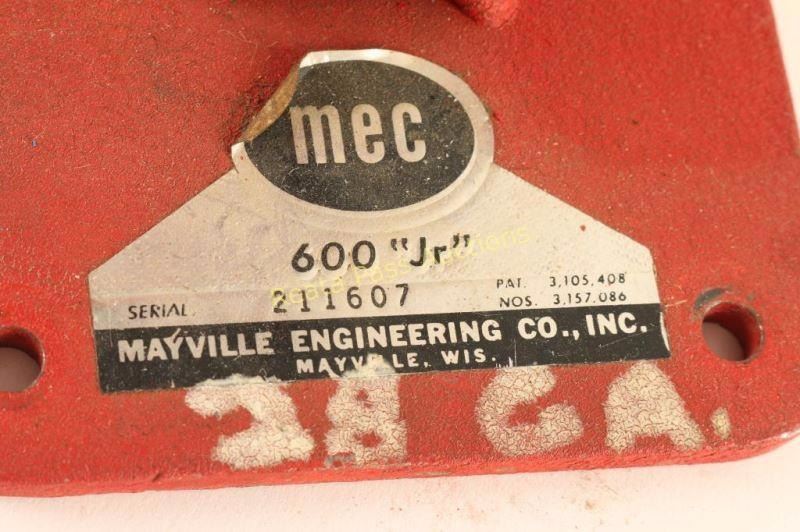 mec
600 "Jr"
SERIAL 211607
PAT. 3,105,408
NOS. 3,157,086
MAYVILLE ENGINEERING CO., INC.
MAYVILLE, WIS.
28 GA.